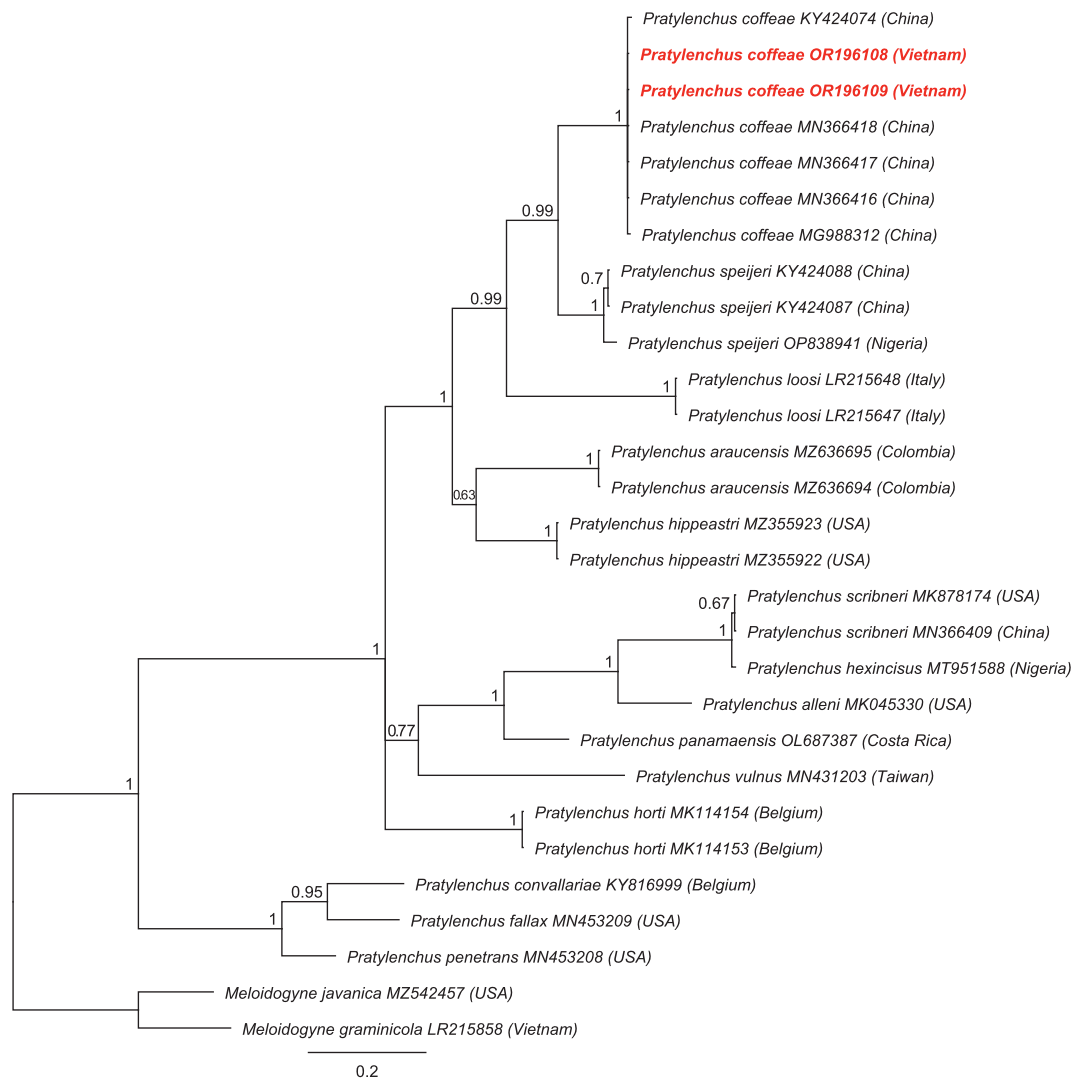 Pratylenchus coffeae KY424074 (China)
Pratylenchus coffeae OR196108 (Vietnam)
Pratylenchus coffeae OR196109 (Vietnam)
1
Pratylenchus coffeae MN366418 (China)
Pratylenchus coffeae MN366417 (China)
Pratylenchus coffeae MN366416 (China)
0.99
Pratylenchus coffeae MG988312 (China)
Pratylenchus speijeri KY424088 (China)
0.7
0.99
1
Pratylenchus speijeri KY424087 (China)
Pratylenchus speijeri OP838941 (Nigeria)
Pratylenchus loosi LR215648 (Italy)
1
1
Pratylenchus loosi LR215647 (Italy)
Pratylenchus araucensis MZ636695 (Colombia)
1
Pratylenchus araucensis MZ636694 (Colombia)
0.63
Pratylenchus hippeastri MZ355923 (USA)
1
Pratylenchus hippeastri MZ355922 (USA)
Pratylenchus scribneri MK878174 (USA)
0.67
1
Pratylenchus scribneri MN366409 (China)
1
1
Pratylenchus hexincisus MT951588 (Nigeria)
1
Pratylenchus alleni MK045330 (USA)
0.77
Pratylenchus panamaensis OL687387 (Costa Rica)
Pratylenchus vulnus MN431203 (Taiwan)
1
Pratylenchus horti MK114154 (Belgium)
1
Pratylenchus horti MK114153 (Belgium)
Pratylenchus convallariae KY816999 (Belgium)
0.95
1
Pratylenchus fallax MN453209 (USA)
Pratylenchus penetrans MN453208 (USA)
Meloidogyne javanica MZ542457 (USA)
Meloidogyne graminicola LR215858 (Vietnam)
0.2